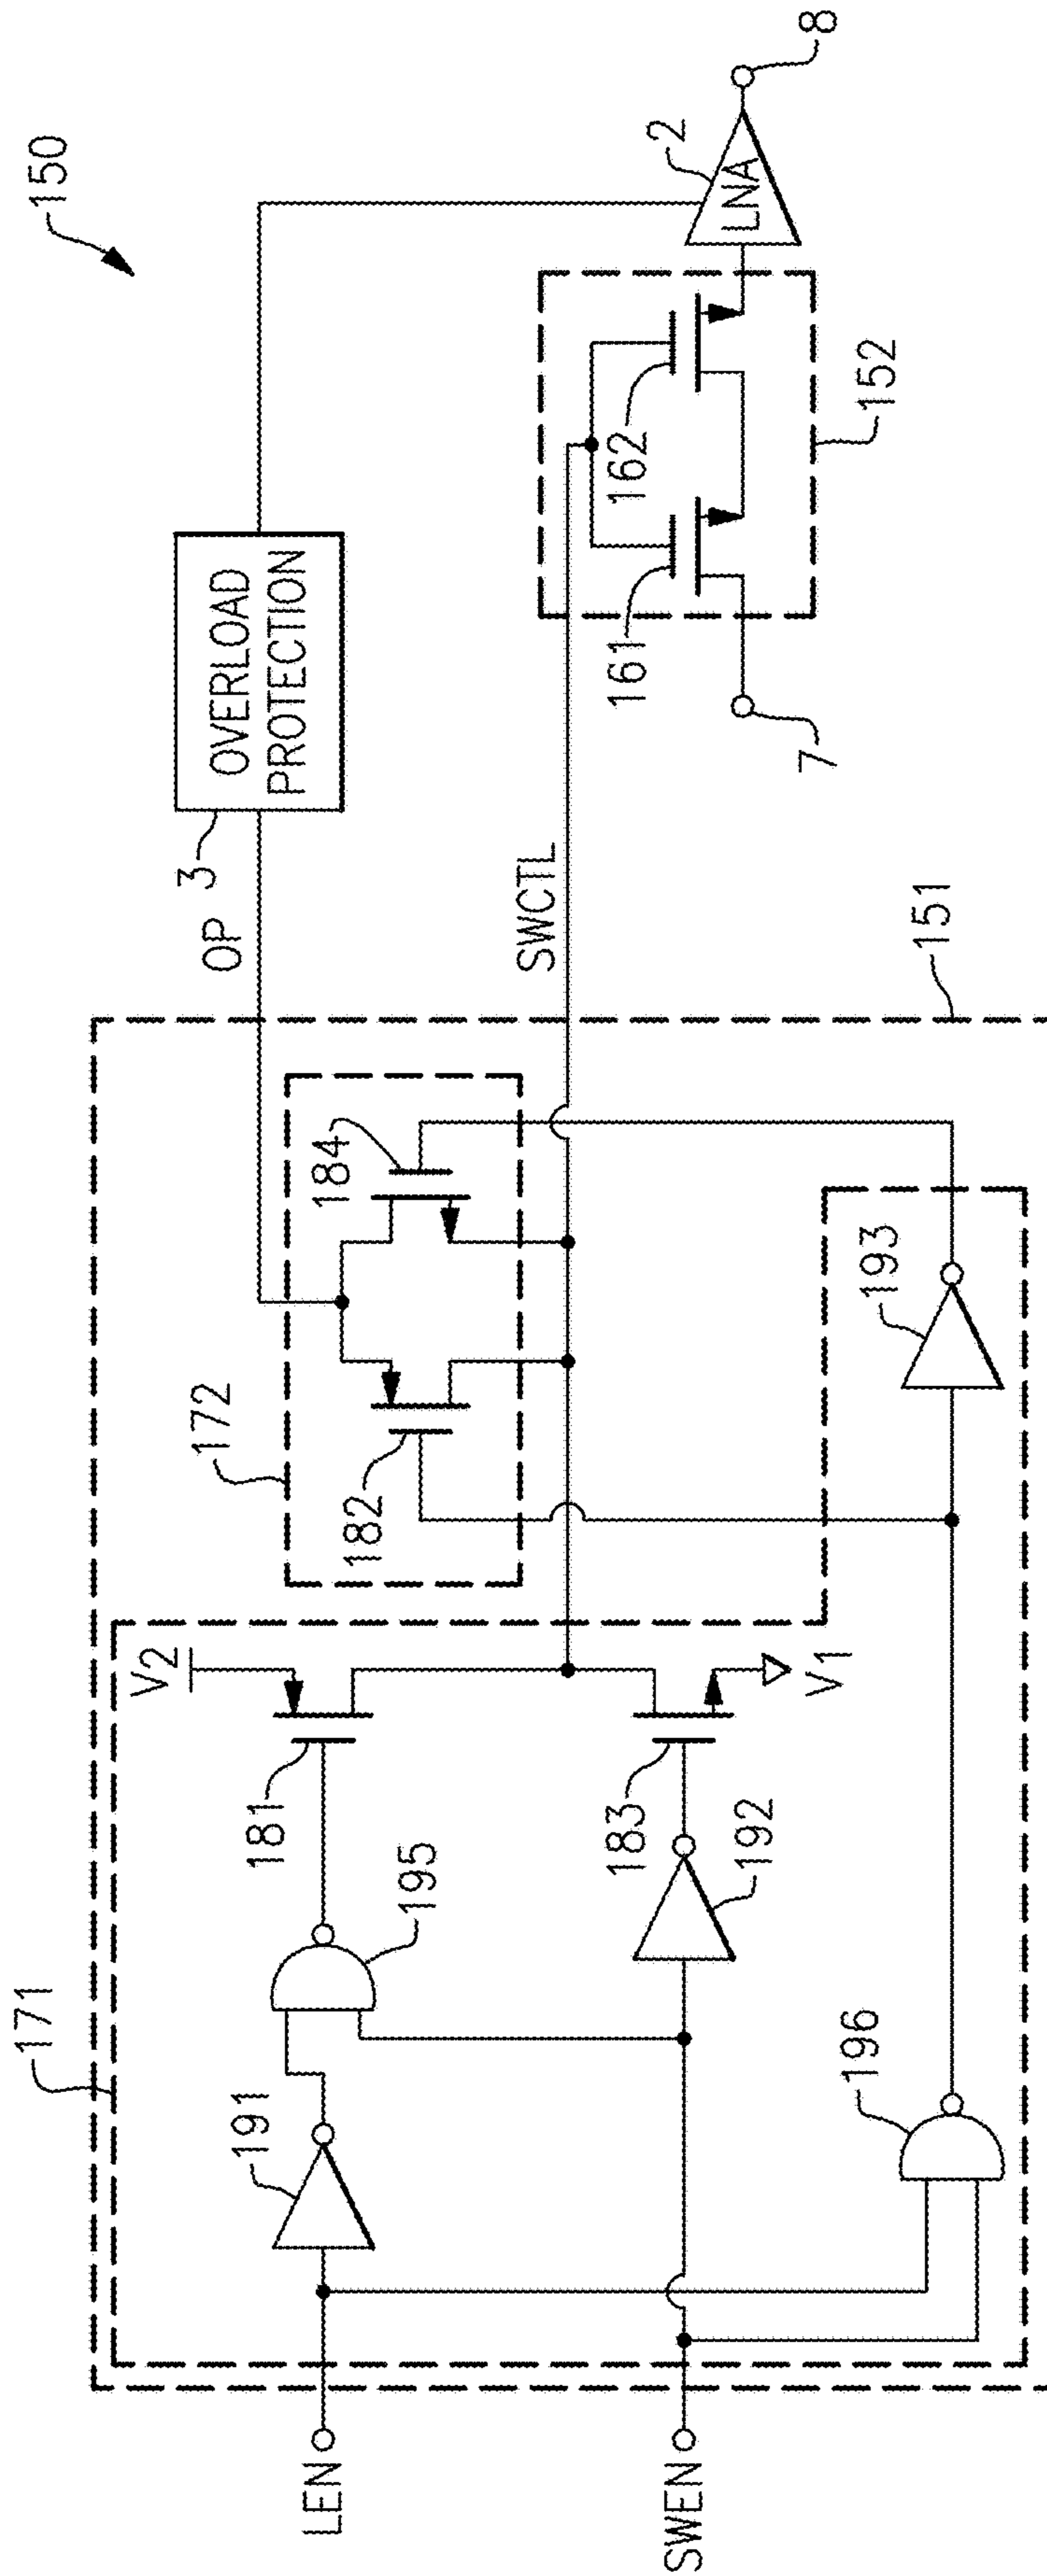 150
OP
3
OVERLOAD
PROTECTION
2
LNA
8
SWCTL
161
162
152
7
151
171
172
V2
181
182
184
191
195
183
192
V1
193
196
LEN
SWEN